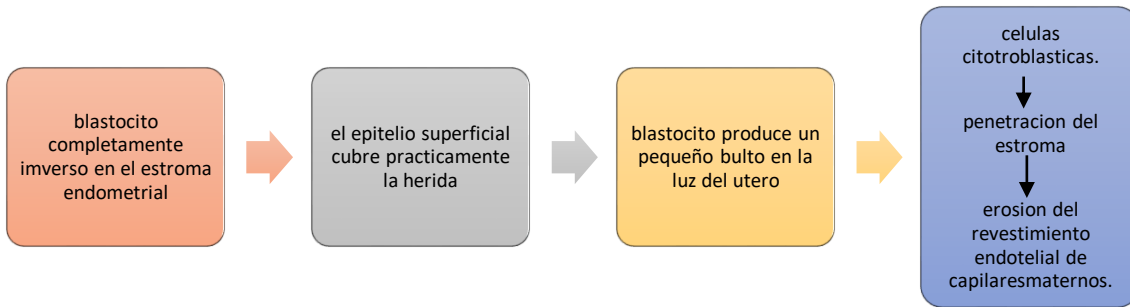 blastocito
completamente
imverso en el estroma
endometrial
el epitelio superficial
cubre practicamente
la herida
blastocito produce un
pequeño bulto en la
luz del utero
celulas
citotroblasticas.
penetracion del
estroma
erosion del
revestimiento
endotelial de
capilaresmaternos.